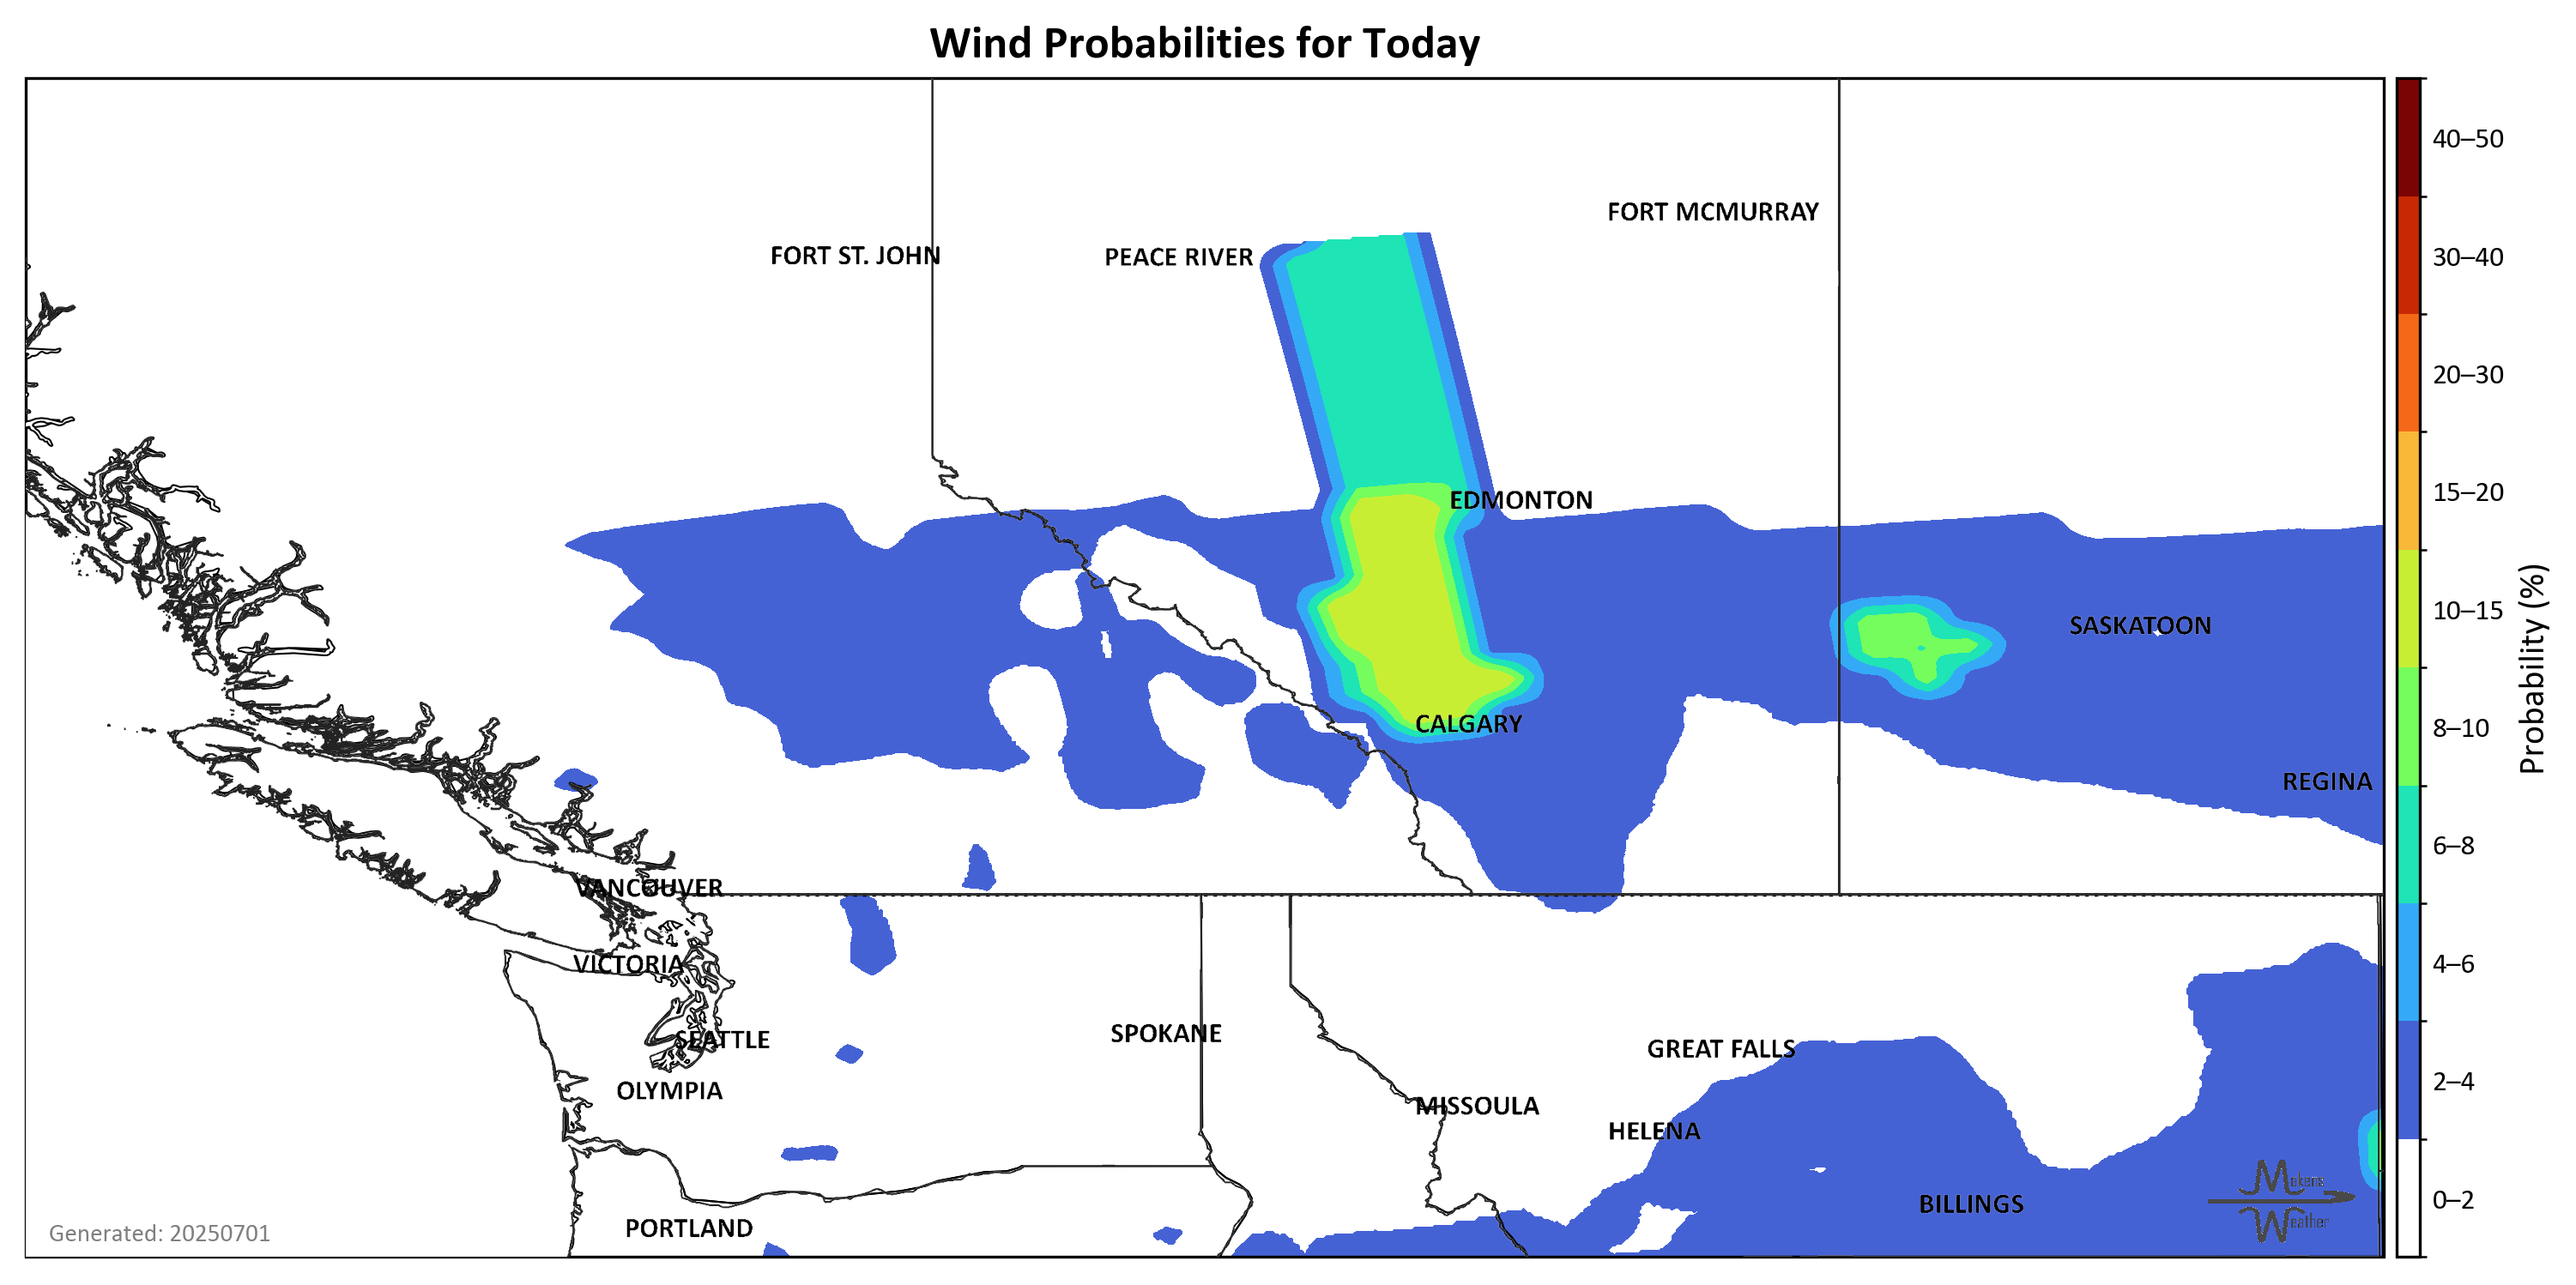 Wind Probabilities for Today
FORT MCMURRAY
FORT ST. JOHN
PEACE RIVER
EDMONTON
SASKATOON
CALGARY
REGINA
VANCOUVER
VICTORIA
SPOKANE
SEATTLE
GREAT FALLS
OLYMPIA
MISSOULA
HELENA
BILLINGS
PORTLAND
Generated: 20250701
Weather
40–50
30–40
20–30
15–20
10–15
8–10
6–8
4–6
2–4
0–2
Probability (%)